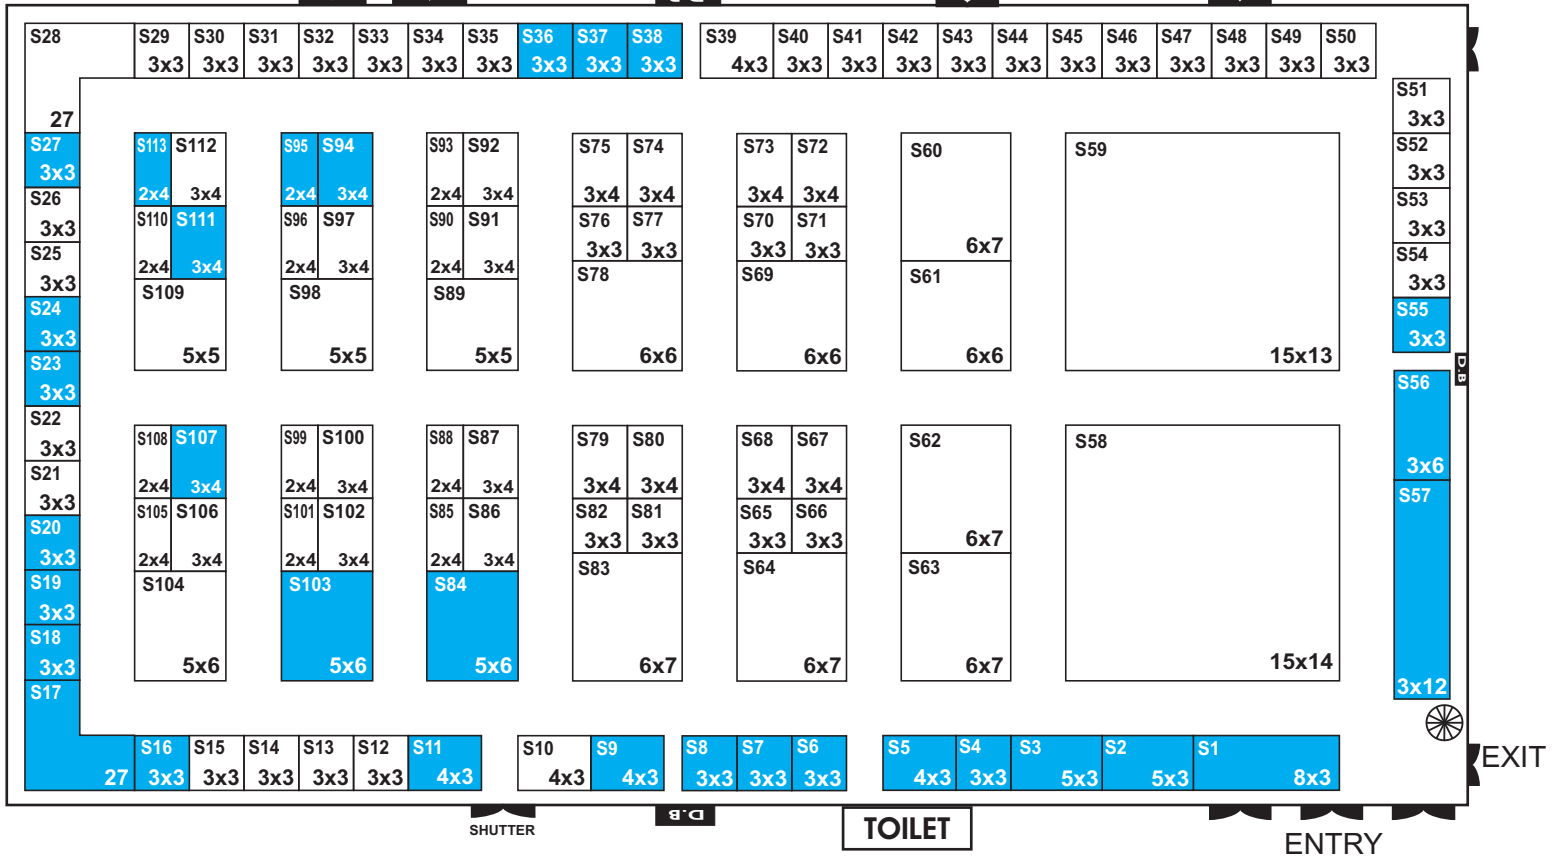 D.B
S28 S29 S30 S31 S32 S33 S34 S35 S36 S37 S38 S39 S40 S41 S42 S43 S44 S45 S46 S47 S48 S49 S50
3x3 3x3 3x3 3x3 3x3 3x3 3x3 3x3 3x3 3x3 4x3 3x3 3x3 3x3 3x3 3x3 3x3 3x3 3x3 3x3 3x3 3x3
S51
27 3x3
S27 S113 S112 S95 S94 S93 S92 S75 S74 S73 S72 S60 S59 S52
3x3 3x3
2x4 3x4 2x4 3x4 2x4 3x4 3x4 3x4 3x4 3x4
S26 S53
S110 S111 S96 S97 S90 S91 S76 S77 S70 S71
3x3 3x3
3x3 3x3 3x3 3x3 6x7
S25 S54
2x4 3x4 2x4 3x4 2x4 3x4
S78 S69 S61
3x3 3x3
S109 S98 S89
S24 S55
3x3 3x3
5x5 5x5 5x5 6x6 6x6 6x6 15x13
S23 D.B
3x3 S56
S22
S108 S107 S99 S100 S88 S87 S79 S80 S68 S67 S62 S58
3x3
3x6
S21
2x4 3x4 2x4 3x4 2x4 3x4 3x4 3x4 3x4 3x4
S57
3x3
S105 S106 S101 S102 S85 S86 S82 S81 S65 S66
S20
3x3 3x3 3x3 3x3 6x7
3x3
2x4 3x4 2x4 3x4 2x4 3x4
S83 S64 S63
S19 S104 S103 S84
3x3
S18
3x3 5x6 5x6 5x6 6x7 6x7 6x7 15x14
S17 3x12
S16 S15 S14 S13 S12 S11 S10 S9 S8 S7 S6 S5 S4 S3 S2 S1
27 3x3 3x3 3x3 3x3 3x3 4x3 4x3 4x3 3x3 3x3 3x3 4x3 3x3 5x3 5x3 8x3
EXIT
D.B
SHUTTER
TOILET
ENTRY